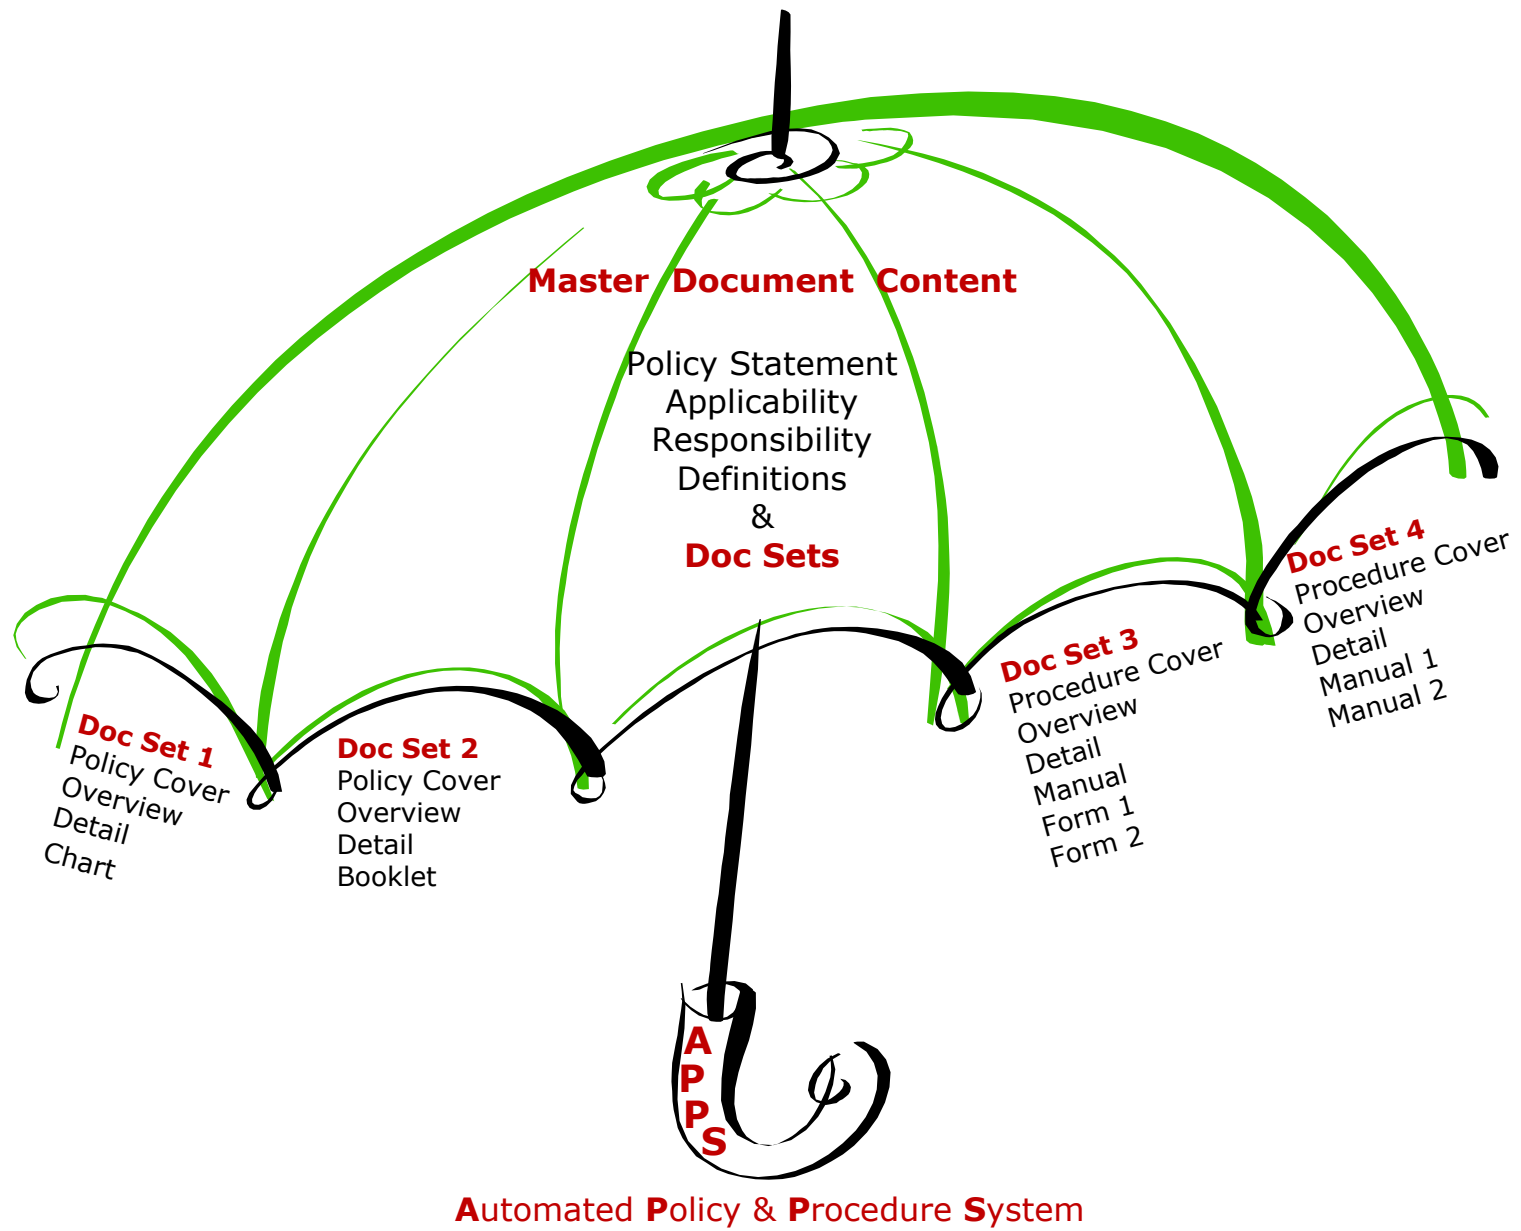 Master Document Content
Policy Statement
Applicability
Responsibility
Definitions
&
Doc Sets
Doc Set 1
Policy Cover
Overview
Detail
Chart
Doc Set 2
Policy Cover
Overview
Detail
Booklet
Doc Set 3
Procedure Cover
Overview
Detail
Manual
Form 1
Form 2
Doc Set 4
Procedure Cover
Overview
Detail
Manual 1
Manual 2
A
P
P
S
Automated Policy & Procedure System